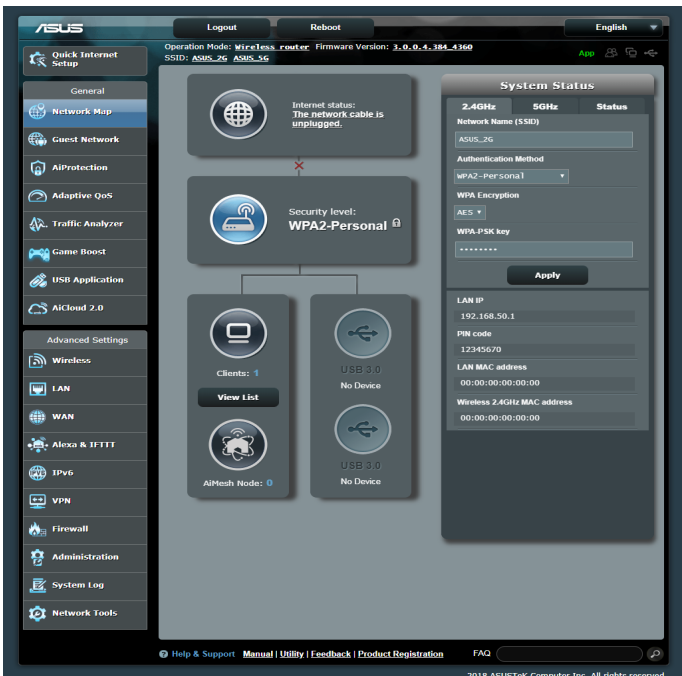 ASUS
Logout Reboot English
Quick Internet
Setup
Operation Mode: Wireless router Firmware Version: 3.0.0.4.384_4360
SSID: ASUS_2G ASUS_5G
App
General
Network Map
Guest Network
AiProtection
Adaptive QoS
Traffic Analyzer
Game Boost
USB Application
AiCloud 2.0
Advanced Settings
Wireless
LAN
WAN
Alexa & IFTTT
IPv6
VPN
Firewall
Administration
System Log
Network Tools
Internet status:
The network cable is
unplugged.
Security level:
WPA2-Personal
Clients: 1
View List
AiMesh Node: 0
USB 3.0
No Device
USB 3.0
No Device
System Status
2.4GHz 5GHz Status
Network Name (SSID)
ASUS_2G
Authentication Method
WPA2-Personal
WPA Encryption
AES
WPA-PSK key
Apply
LAN IP
192.168.50.1
PIN code
12345670
LAN MAC address
00:00:00:00:00:00
Wireless 2.4GHz MAC address
00:00:00:00:00:00
Help & Support Manual | Utility | Feedback | Product Registration FAQ
2018 ASUSTeK Computer Inc. All rights reserved